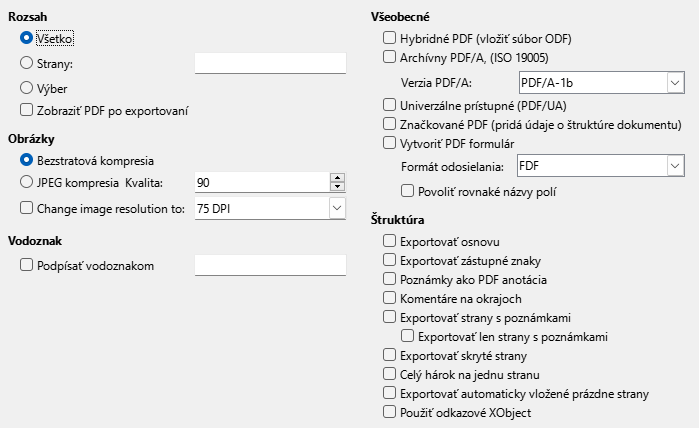 Rozsah
Všetko
Strany:
Výber
Zobraziť PDF po exportovaní
Obrázky
Bezstratová kompresia
JPEG kompresia Kvalita: 90
Change image resolution to: 75 DPI
Vodoznak
Podpísať vodoznakom
Všeobecné
Hybridné PDF (vložiť súbor ODF)
Archívny PDF/A, (ISO 19005)
Verzia PDF/A: PDF/A-1b
Univerzálne prístupné (PDF/UA)
Značkované PDF (pridá údaje o štruktúre dokumentu)
Vytvoriť PDF formulár
Formát odosielania: FDF
Povoliť rovnaké názvy polí
Štruktúra
Exportovať osnovu
Exportovať zástupné znaky
Poznámky ako PDF anotácia
Komentáre na okrajoch
Exportovať strany s poznámkami
Exportovať len strany s poznámkami
Exportovať skryté strany
Celý hárok na jednu stranu
Exportovať automaticky vložené prázdne strany
Použiť odkazové XObject